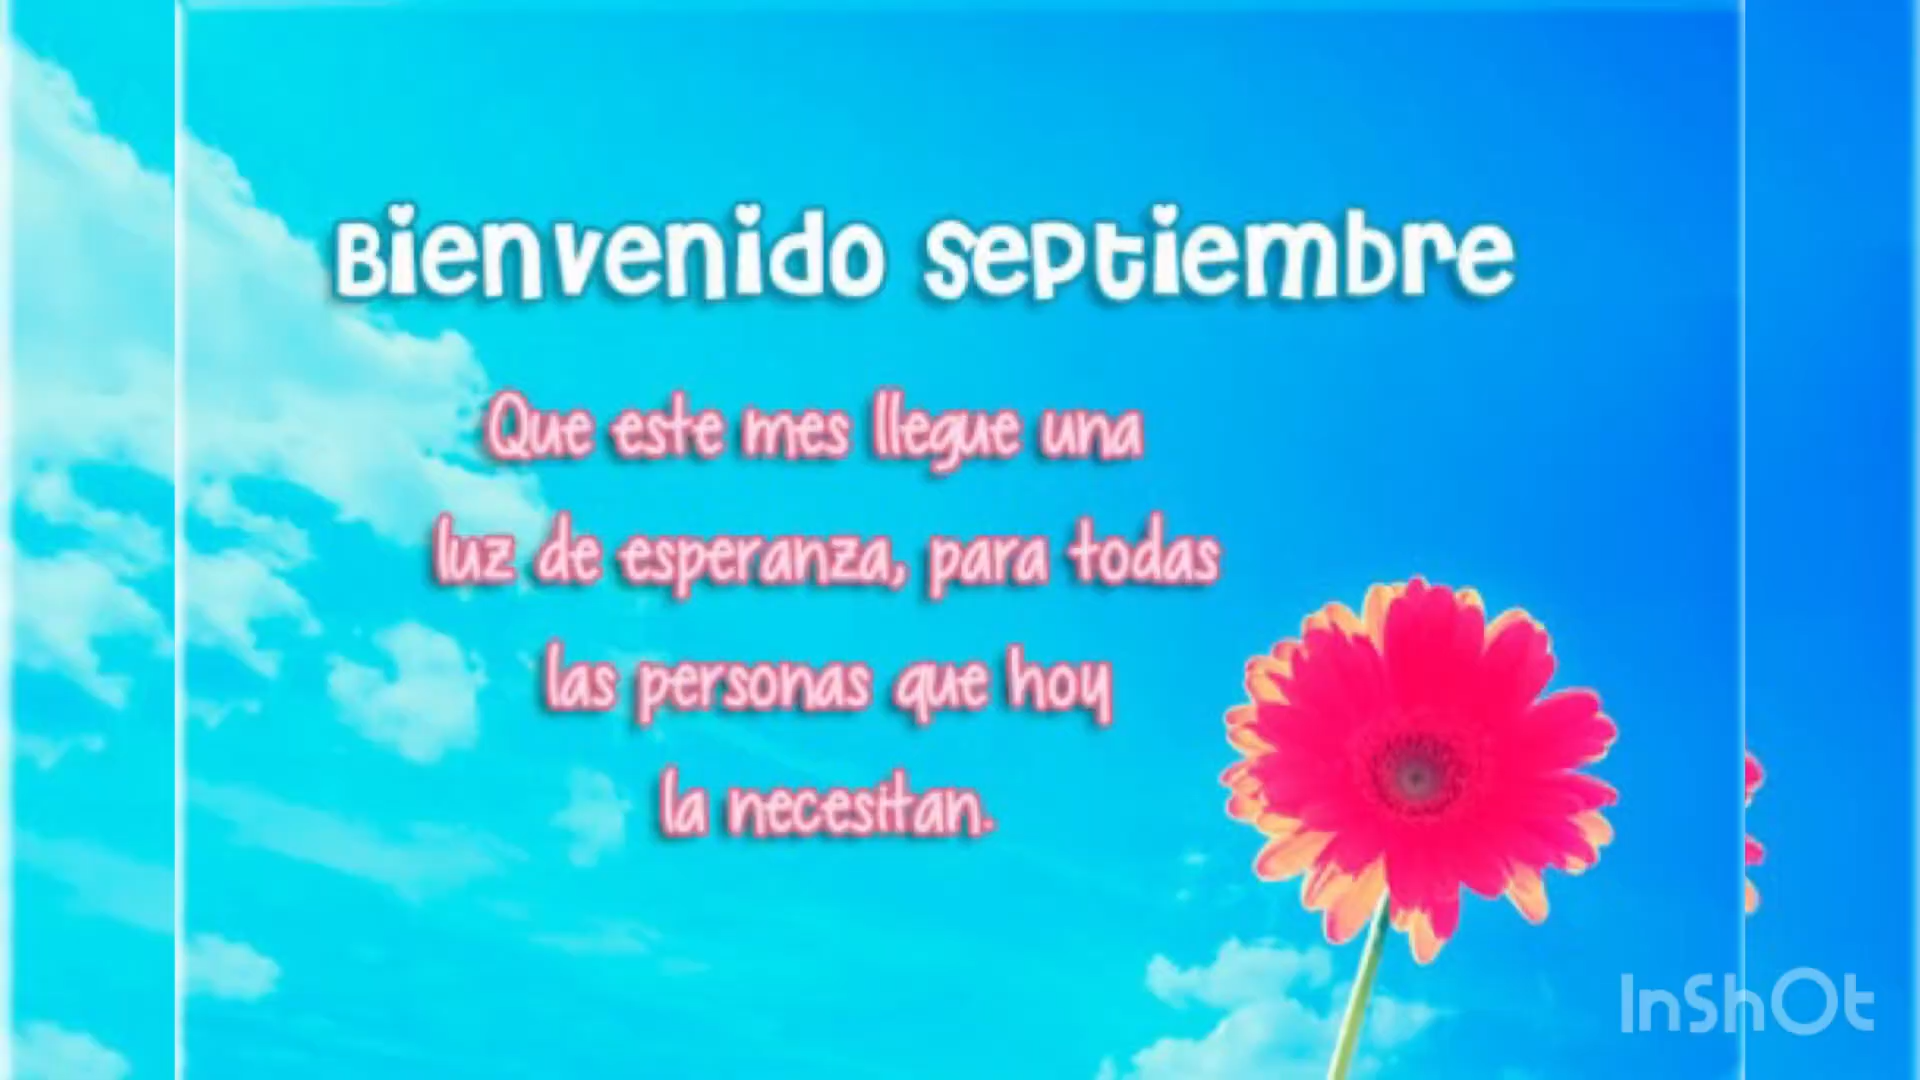 Bienvenido Septiembre
Que este mes llegue una
luz de esperanza, para todas
las personas que hoy
la necesitan.
InShOt